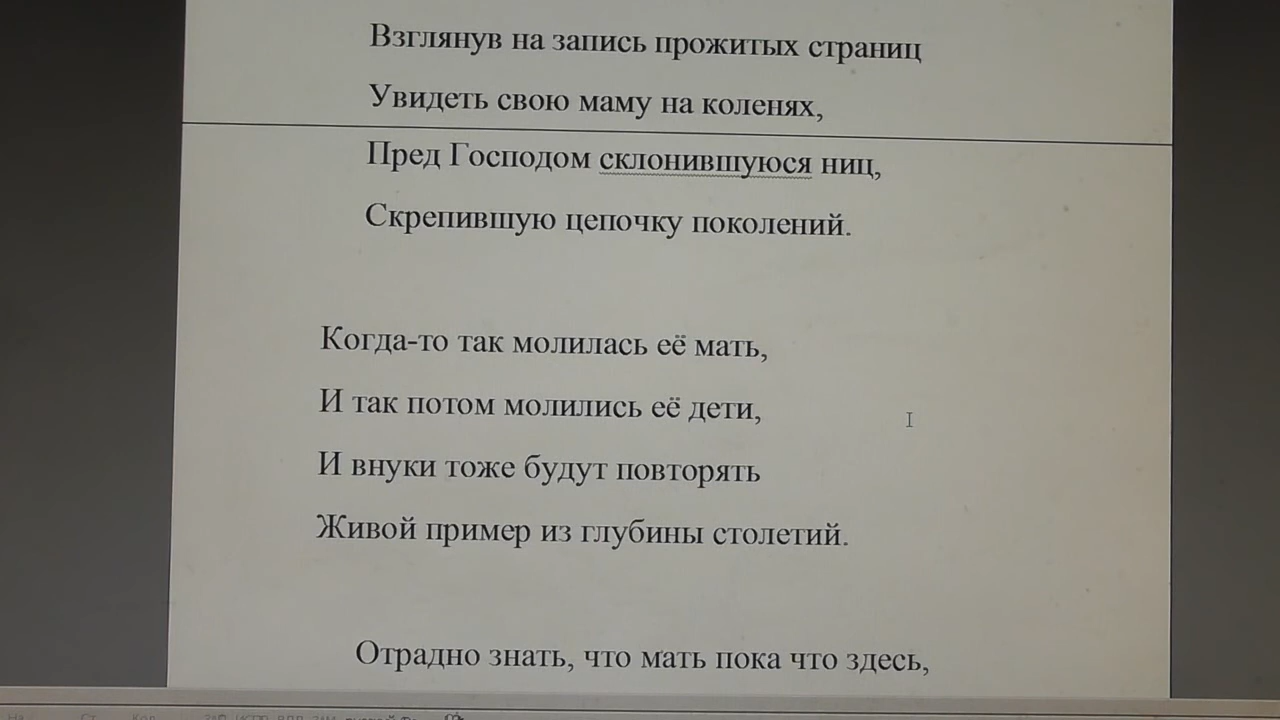 Взглянув на запись прожитых страниц
Увидеть свою маму на коленях,
Пред Господом склонившуюся ниц,
Скрепившую цепочку поколений.
Когда-то так молилась её мать,
И так потом молились её дети,
И внуки тоже будут повторять
Живой пример из глубины столетий.
Отрадно знать, что мать пока что здесь,